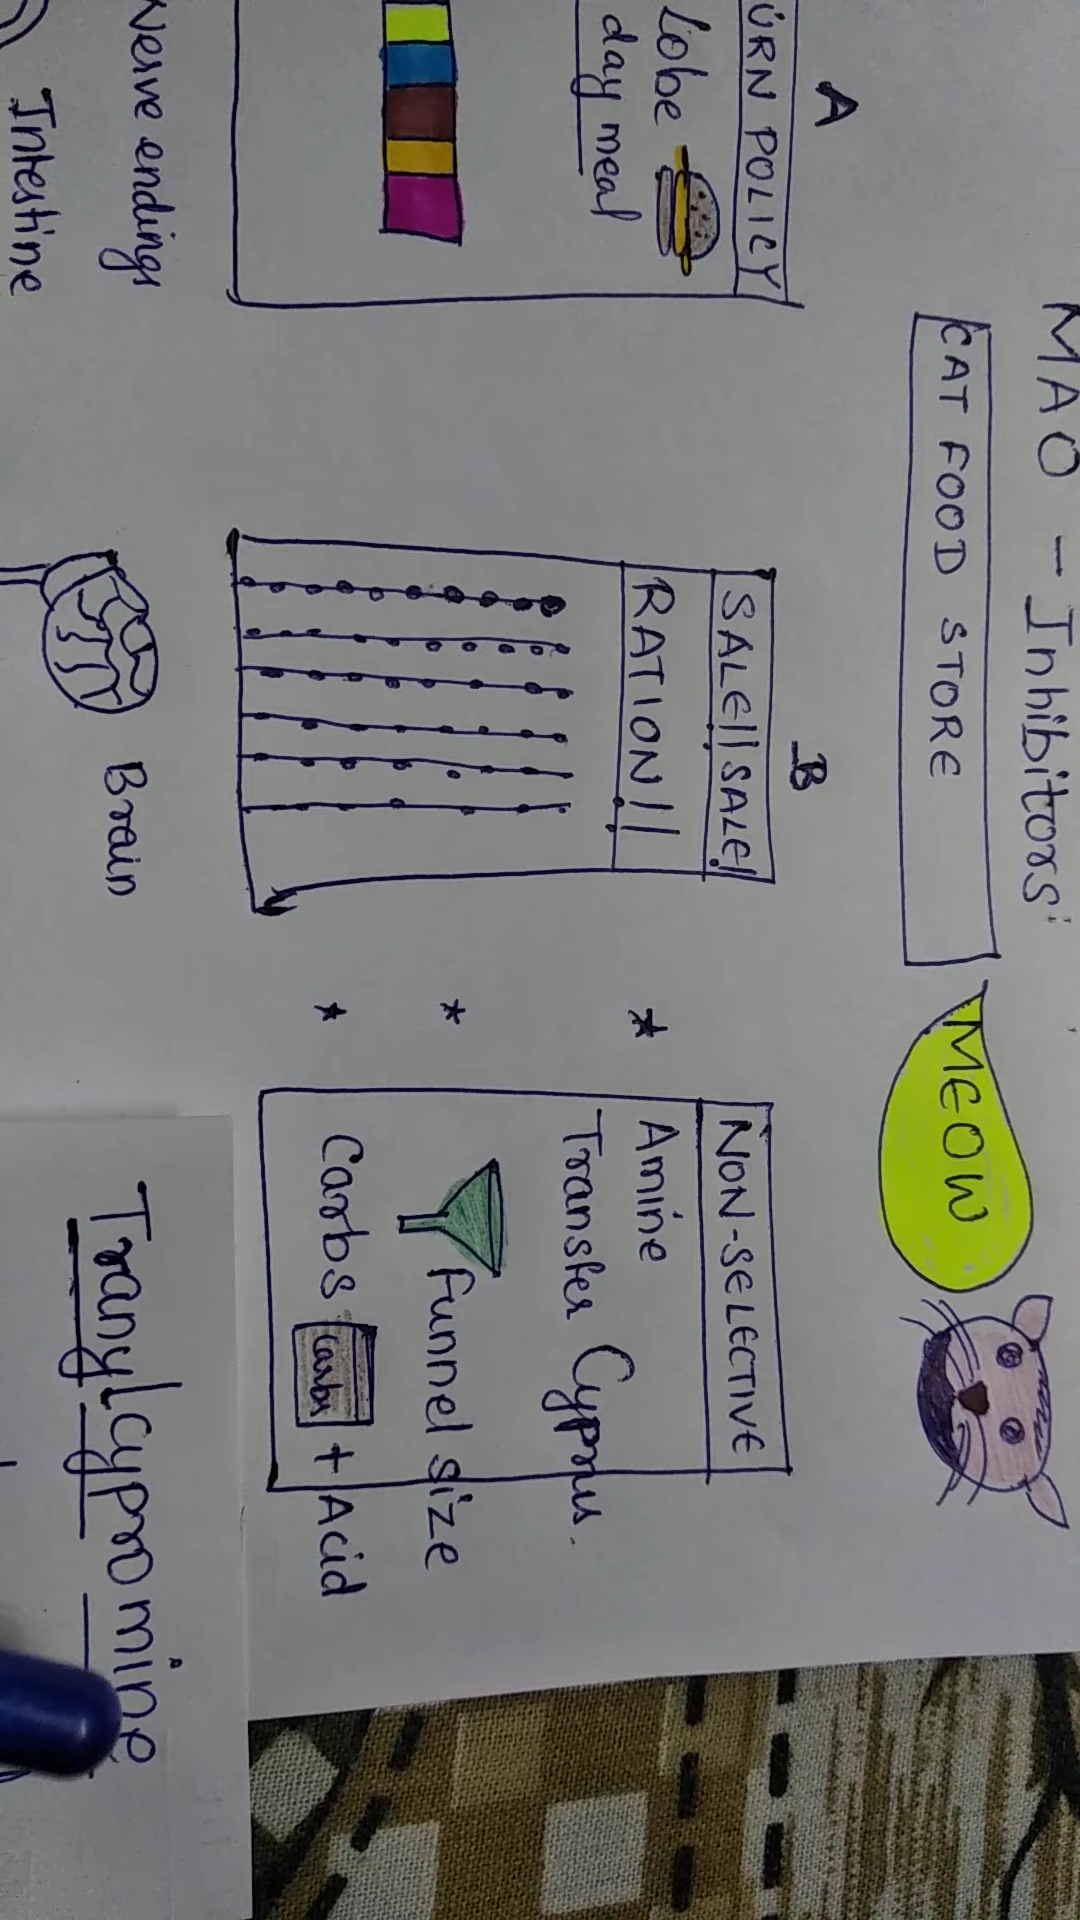 MAO - Inhibitors:
CAT FOOD STORE
MEOW
A
URN POLICY
Lobe
day meal
Nerve endings
Intestine
B
SALE!! SALE!
RATION!!
Brain
NON-SELECTIVE
* Amine
Transfer Cyprus.
* funnel size
* Carbs Carbs + Acid
Tranylcypromine